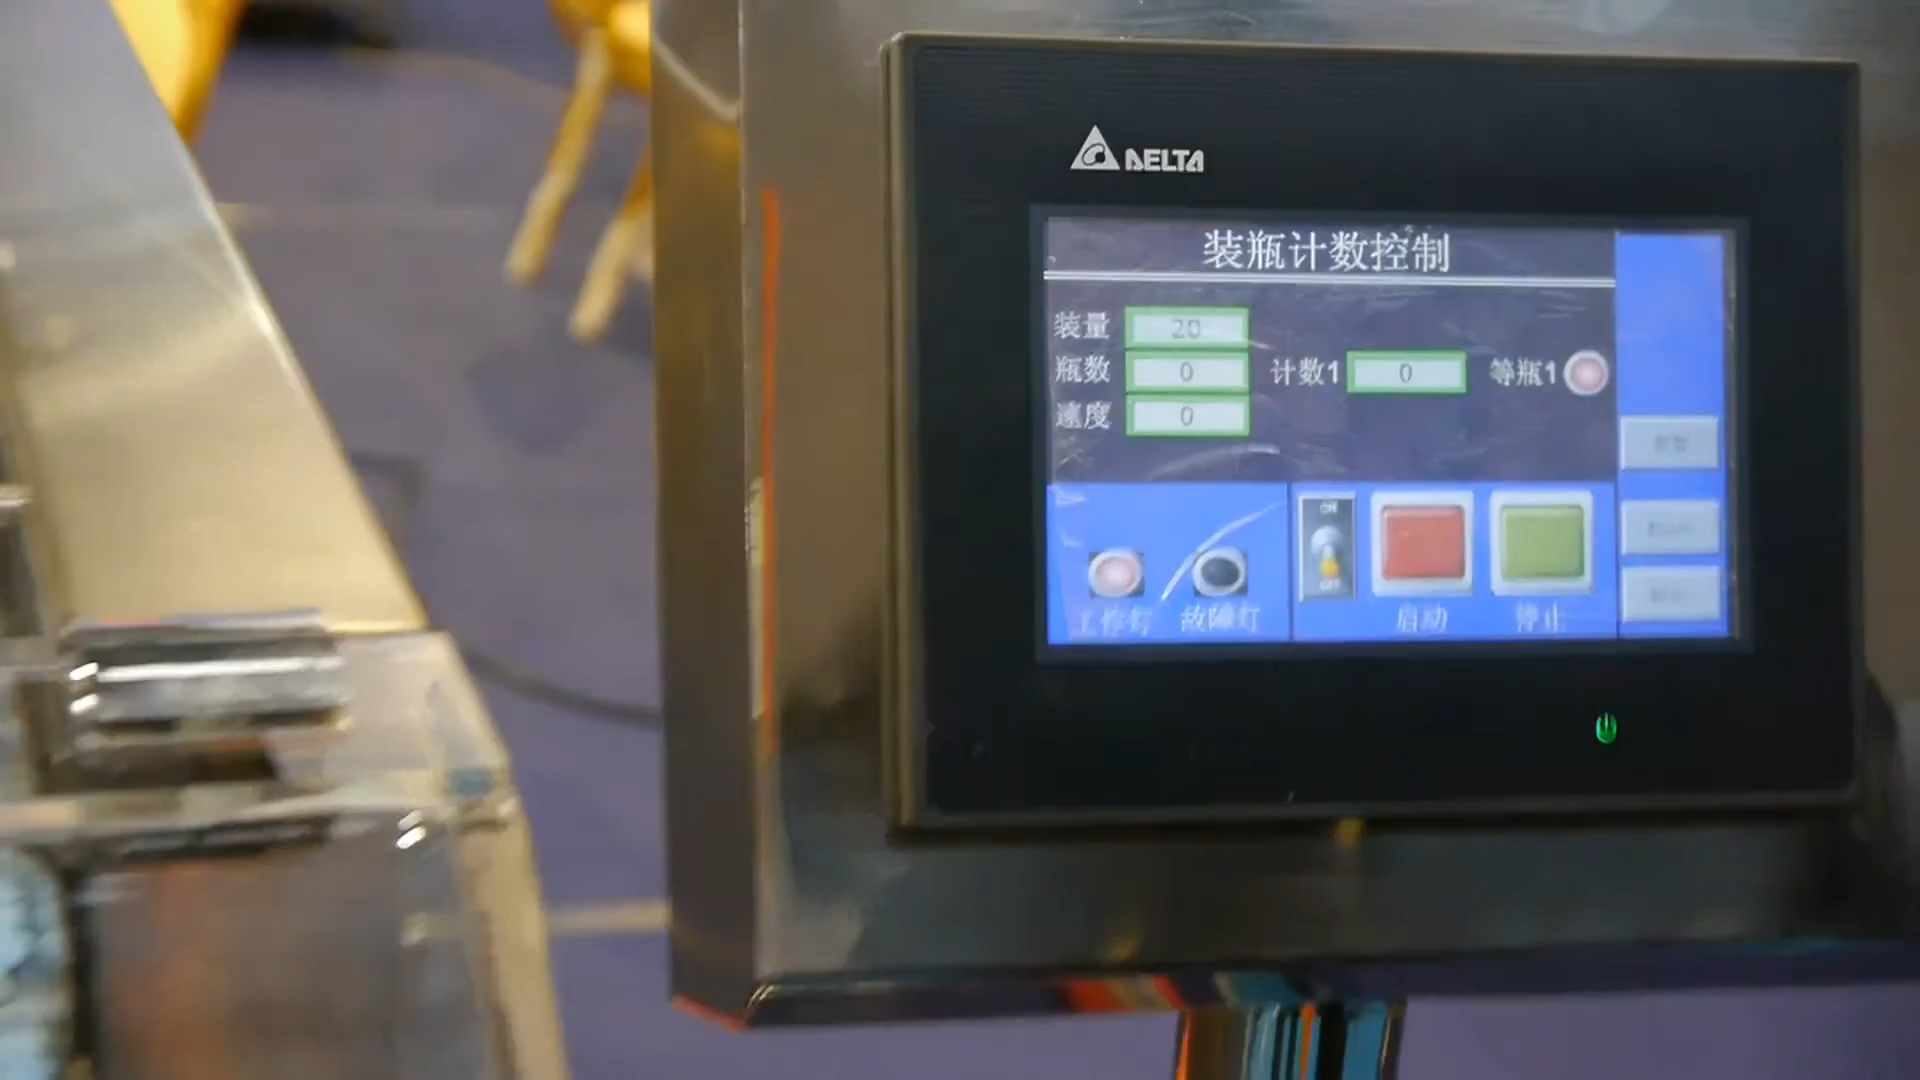 DELTA
装瓶计数控制
装量 20
瓶数 0 计数1 0 等瓶1
速度 0
ON
OFF
工作灯 故障灯 启动 停止